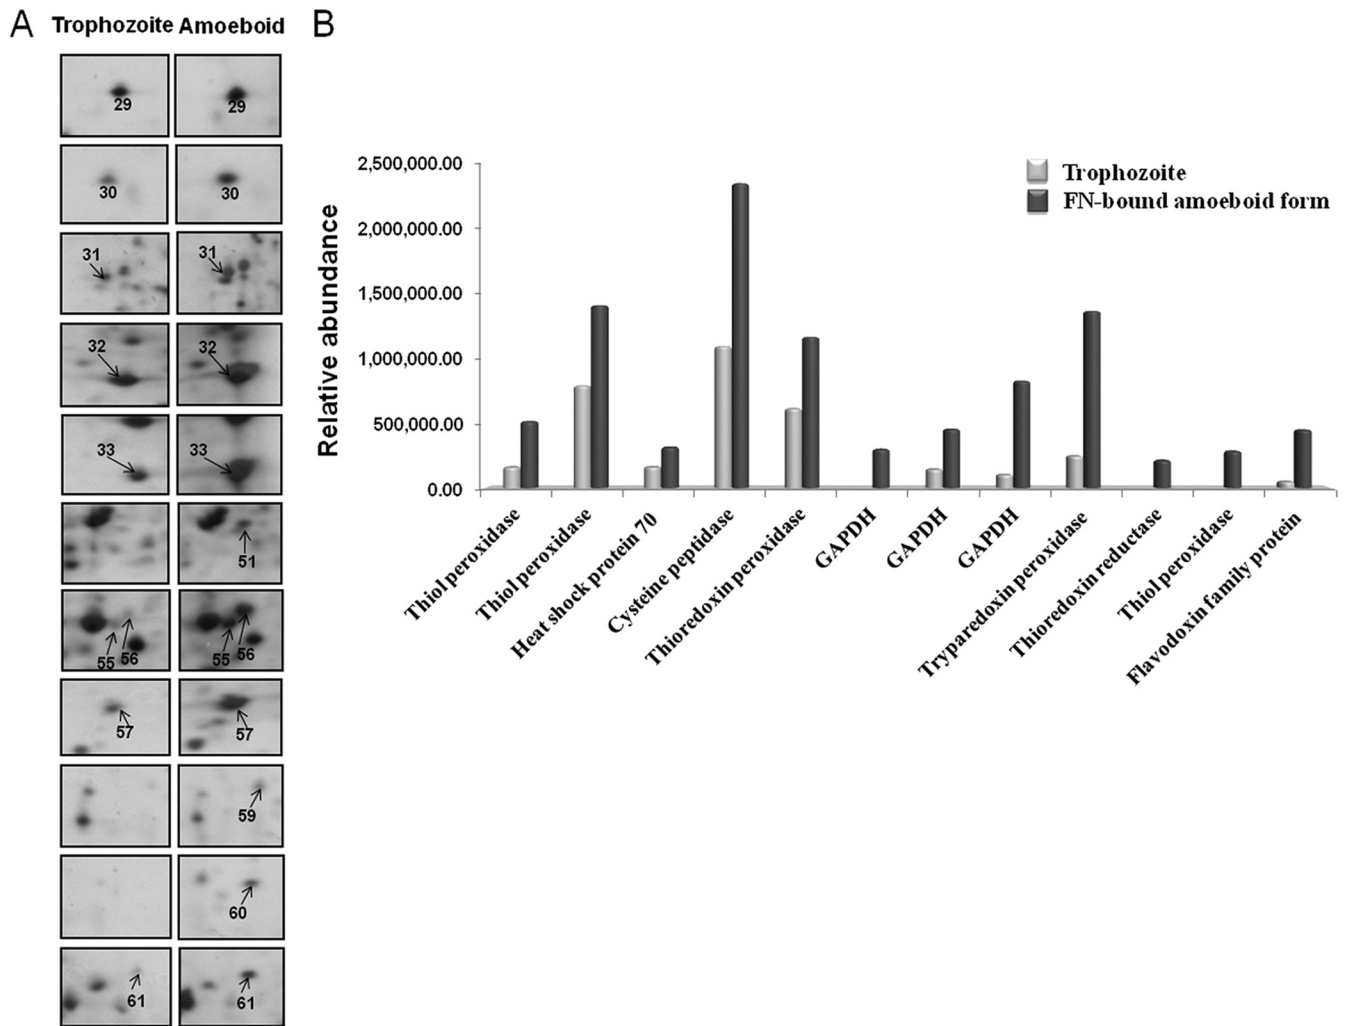 A
Trophozoite Amoeboid
29 29
30 30
31 31
32 32
33 33
51
55 56 55 56
57 57
59
60
61 61
B
Relative abundance
2,500,000.00
2,000,000.00
1,500,000.00
1,000,000.00
500,000.00
0.00
Trophozoite
FN-bound amoeboid form
Thiol peroxidase
Thiol peroxidase
Heat shock protein 70
Cysteine peptidase
Thioredoxin peroxidase
GAPDH
GAPDH
GAPDH
Tryparedoxin peroxidase
Thioredoxin reductase
Thiol peroxidase
Flavodoxin family protein